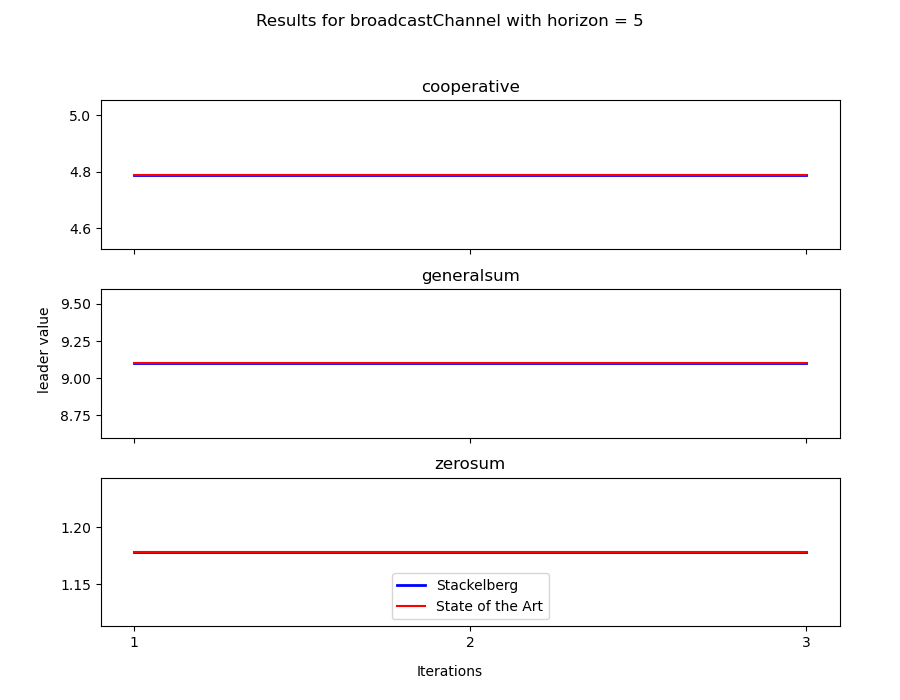 Results for broadcastChannel with horizon = 5
cooperative
5.0
4.8
4.6
generalsum
9.50
9.25
9.00
8.75
leader value
zerosum
1.20
1.15
Stackelberg
State of the Art
1 2 3
Iterations